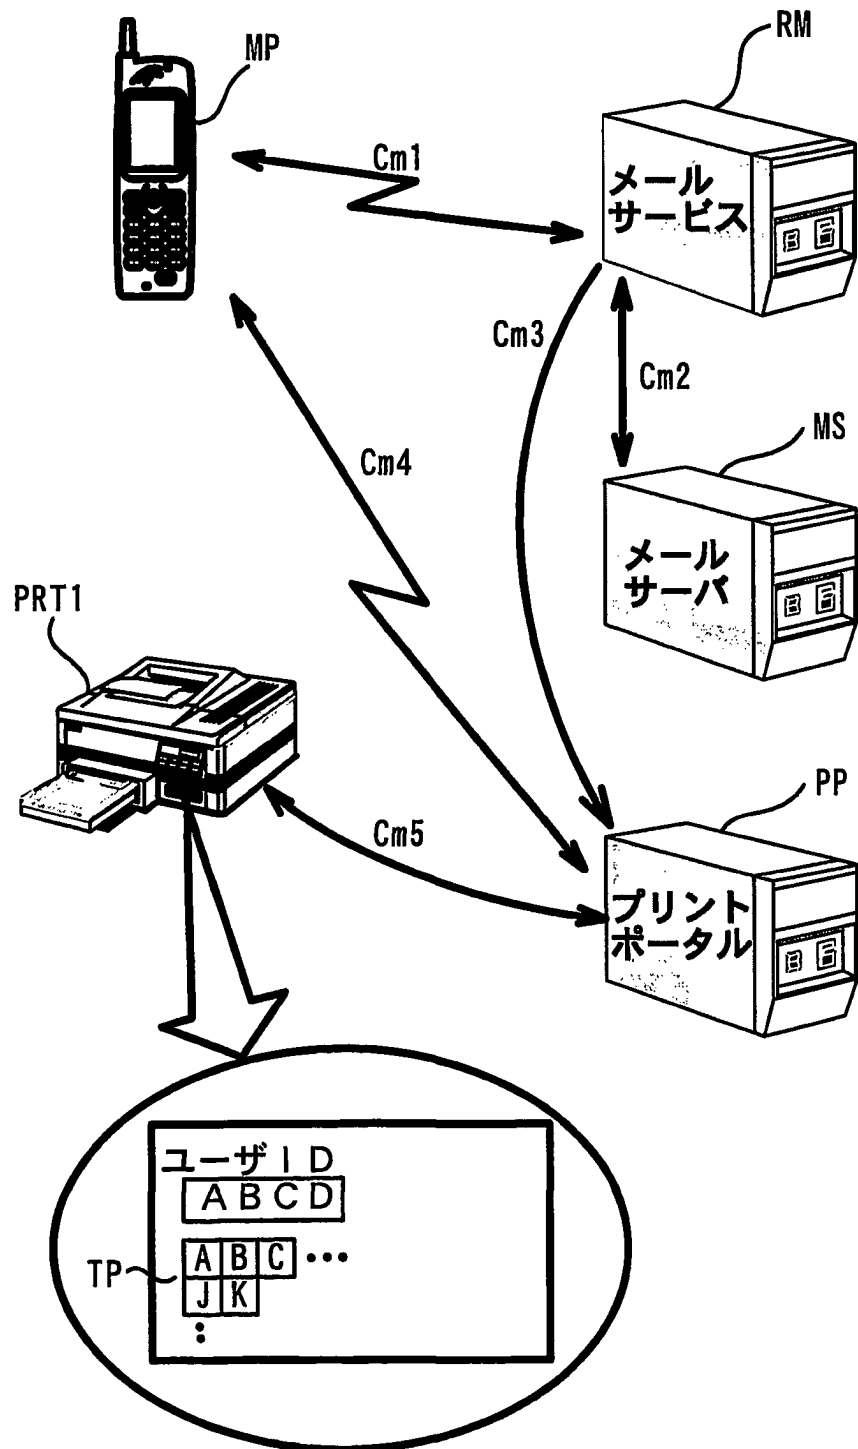 MP
RM
Cm1
メール
サービス
Cm3
Cm2
MS
Cm4
メール
サーバ
PRT1
PP
Cm5
プリント
ポータル
ユーザID
ABCD
A B C ・・・
TP
J K
: